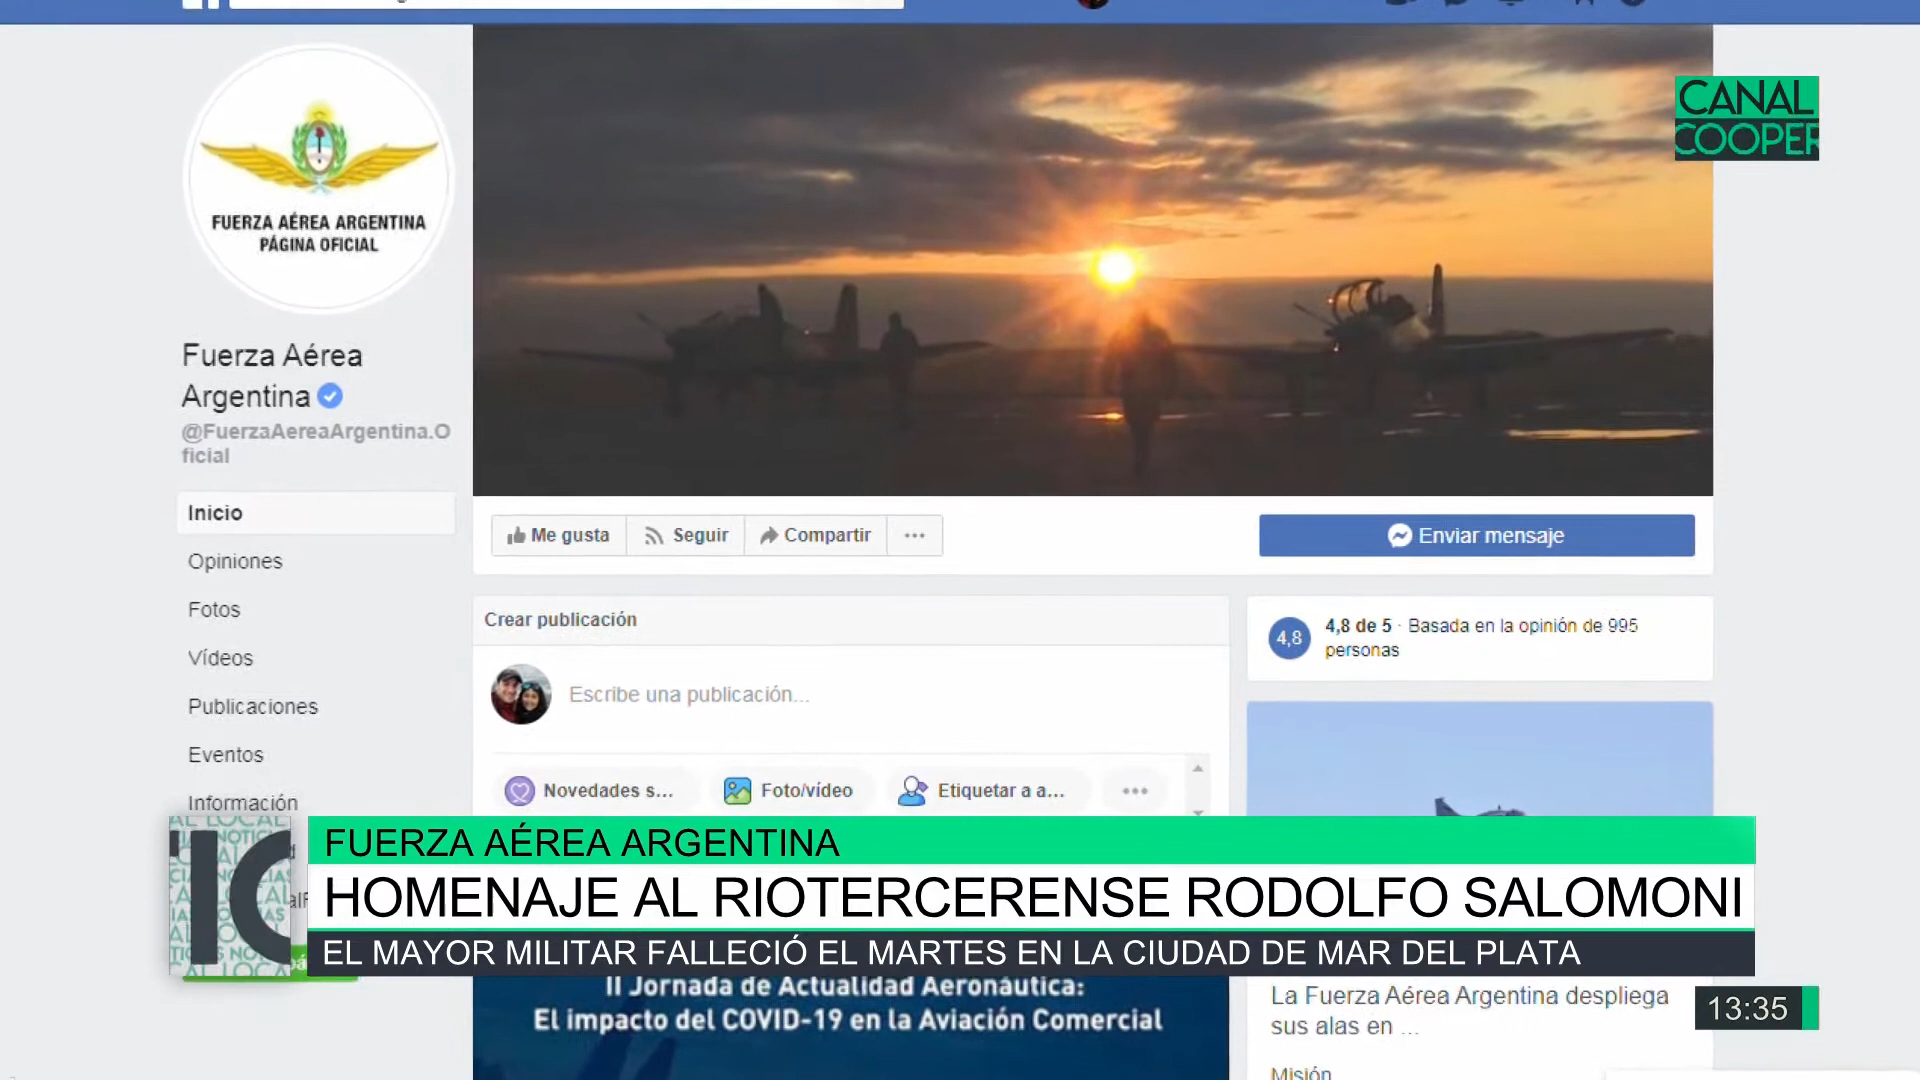 CANAL
COOPER
FUERZA AÉREA ARGENTINA
PÁGINA OFICIAL
Fuerza Aérea
Argentina
@FuerzaAereaArgentina.O
ficial
Inicio
Opiniones
Fotos
Vídeos
Publicaciones
Eventos
Información
Me gusta
Seguir
Compartir
...
Enviar mensaje
Crear publicación
Escribe una publicación...
Novedades s...
Foto/vídeo
Etiquetar a a...
...
4,8
4,8 de 5 · Basada en la opinión de 995
personas
FUERZA AÉREA ARGENTINA
HOMENAJE AL RIOTERCERENSE RODOLFO SALOMONI
EL MAYOR MILITAR FALLECIÓ EL MARTES EN LA CIUDAD DE MAR DEL PLATA
II Jornada de Actualidad Aeronáutica:
El impacto del COVID-19 en la Aviación Comercial
La Fuerza Aérea Argentina despliega
sus alas en ...
Misión
13:35